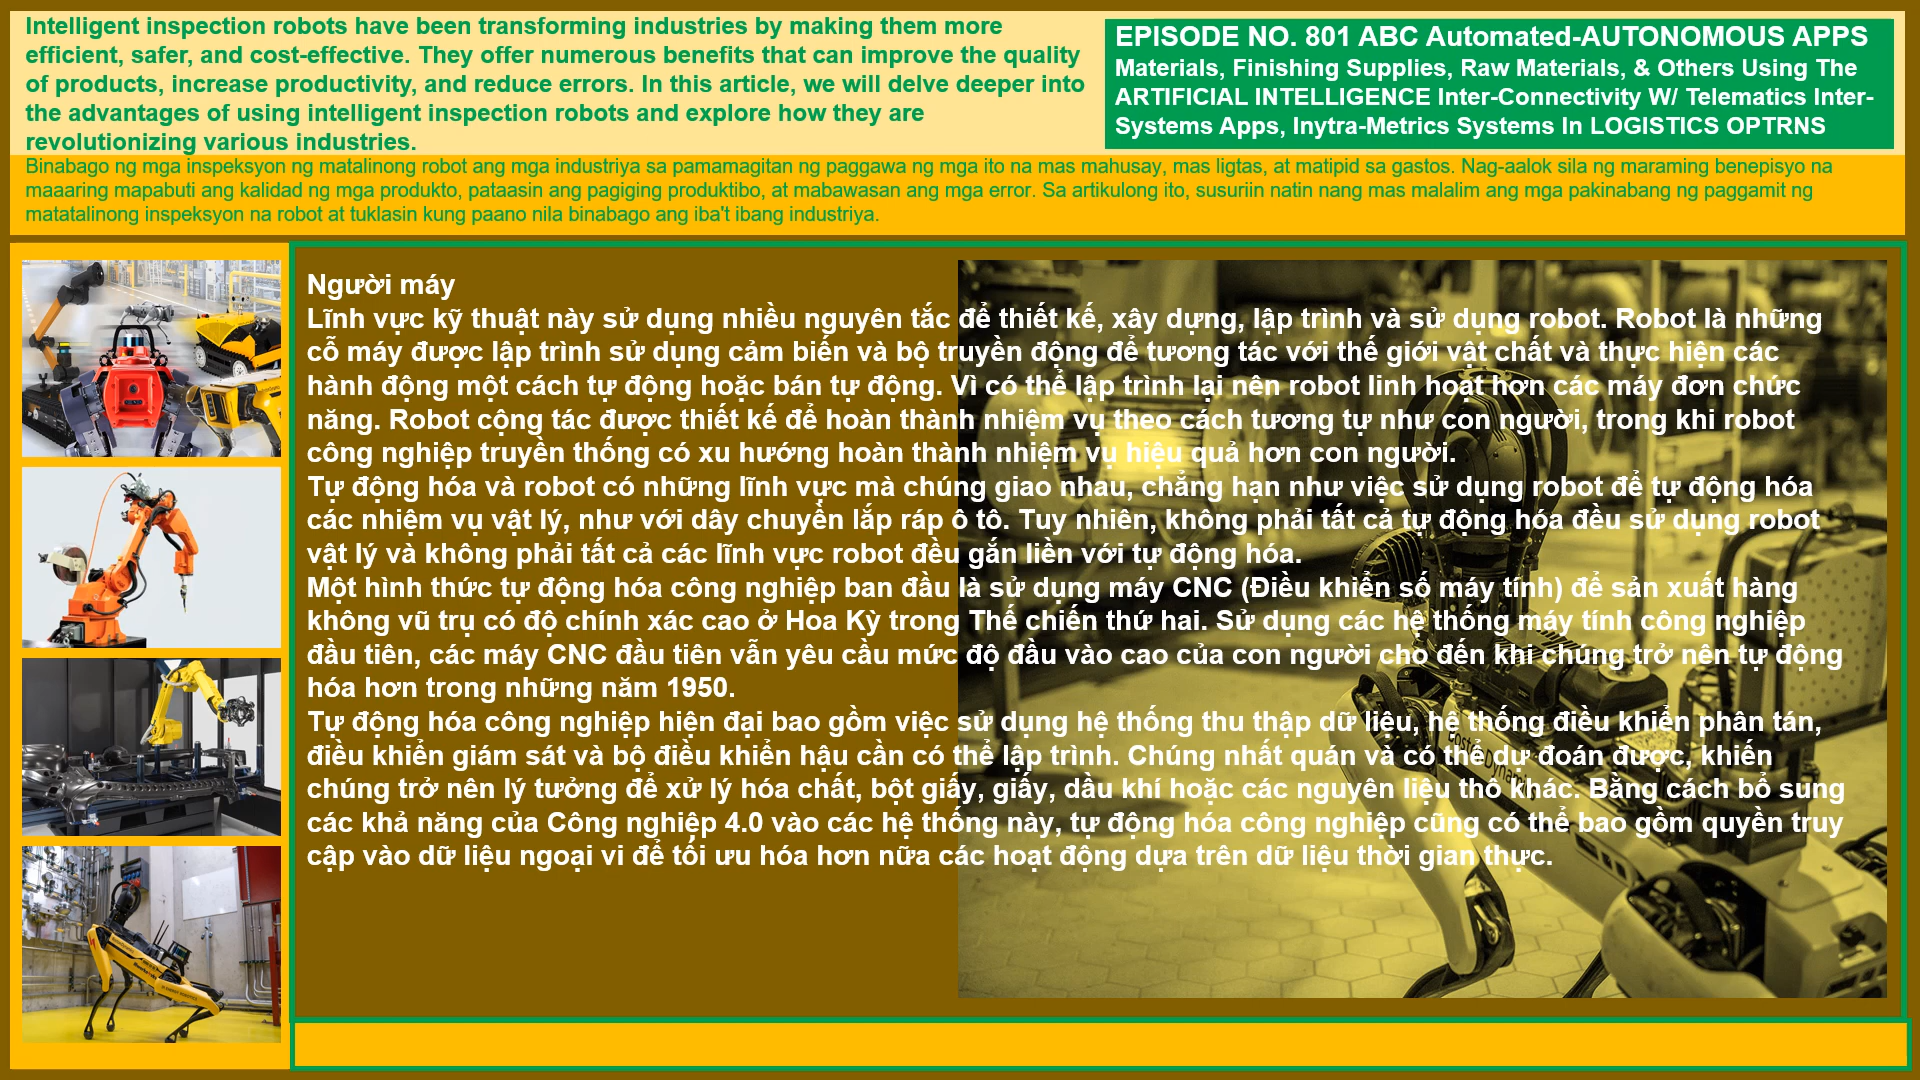 Intelligent inspection robots have been transforming industries by making them more
efficient, safer, and cost-effective. They offer numerous benefits that can improve the quality
of products, increase productivity, and reduce errors. In this article, we will delve deeper into
the advantages of using intelligent inspection robots and explore how they are
revolutionizing various industries.
EPISODE NO. 801 ABC Automated-AUTONOMOUS APPS
Materials, Finishing Supplies, Raw Materials, & Others Using The
ARTIFICIAL INTELLIGENCE Inter-Connectivity W/ Telematics Inter-
Systems Apps, Inytra-Metrics Systems In LOGISTICS OPTRNS
Binabago ng mga inspeksyon ng matalinong robot ang mga industriya sa pamamagitan ng paggawa ng mga ito na mas mahusay, mas ligtas, at matipid sa gastos. Nag-aalok sila ng maraming benepisyo na
maaaring mapabuti ang kalidad ng mga produkto, pataasin ang pagiging produktibo, at mabawasan ang mga error. Sa artikulong ito, susuriin natin nang mas malalim ang mga pakinabang ng paggamit ng
matatalinong inspeksyon na robot at tuklasin kung paano nila binabago ang iba't ibang industriya.
Người máy
Lĩnh vực kỹ thuật này sử dụng nhiều nguyên tắc để thiết kế, xây dựng, lập trình và sử dụng robot. Robot là những
cỗ máy được lập trình sử dụng cảm biến và bộ truyền động để tương tác với thế giới vật chất và thực hiện các
hành động một cách tự động hoặc bán tự động. Vì có thể lập trình lại nên robot linh hoạt hơn các máy đơn chức
năng. Robot cộng tác được thiết kế để hoàn thành nhiệm vụ theo cách tương tự như con người, trong khi robot
công nghiệp truyền thống có xu hướng hoàn thành nhiệm vụ hiệu quả hơn con người.
Tự động hóa và robot có những lĩnh vực mà chúng giao nhau, chẳng hạn như việc sử dụng robot để tự động hóa
các nhiệm vụ vật lý, như với dây chuyền lắp ráp ô tô. Tuy nhiên, không phải tất cả tự động hóa đều sử dụng robot
vật lý và không phải tất cả các lĩnh vực robot đều gắn liền với tự động hóa.
Một hình thức tự động hóa công nghiệp ban đầu là sử dụng máy CNC (Điều khiển số máy tính) để sản xuất hàng
không vũ trụ có độ chính xác cao ở Hoa Kỳ trong Thế chiến thứ hai. Sử dụng các hệ thống máy tính công nghiệp
đầu tiên, các máy CNC đầu tiên vẫn yêu cầu mức độ đầu vào cao của con người cho đến khi chúng trở nên tự động
hóa hơn trong những năm 1950.
Tự động hóa công nghiệp hiện đại bao gồm việc sử dụng hệ thống thu thập dữ liệu, hệ thống điều khiển phân tán,
điều khiển giám sát và bộ điều khiển hậu cần có thể lập trình. Chúng nhất quán và có thể dự đoán được, khiến
chúng trở nên lý tưởng để xử lý hóa chất, bột giấy, giấy, dầu khí hoặc các nguyên liệu thô khác. Bằng cách bổ sung
các khả năng của Công nghiệp 4.0 vào các hệ thống này, tự động hóa công nghiệp cũng có thể bao gồm quyền truy
cập vào dữ liệu ngoại vi để tối ưu hóa hơn nữa các hoạt động dựa trên dữ liệu thời gian thực.